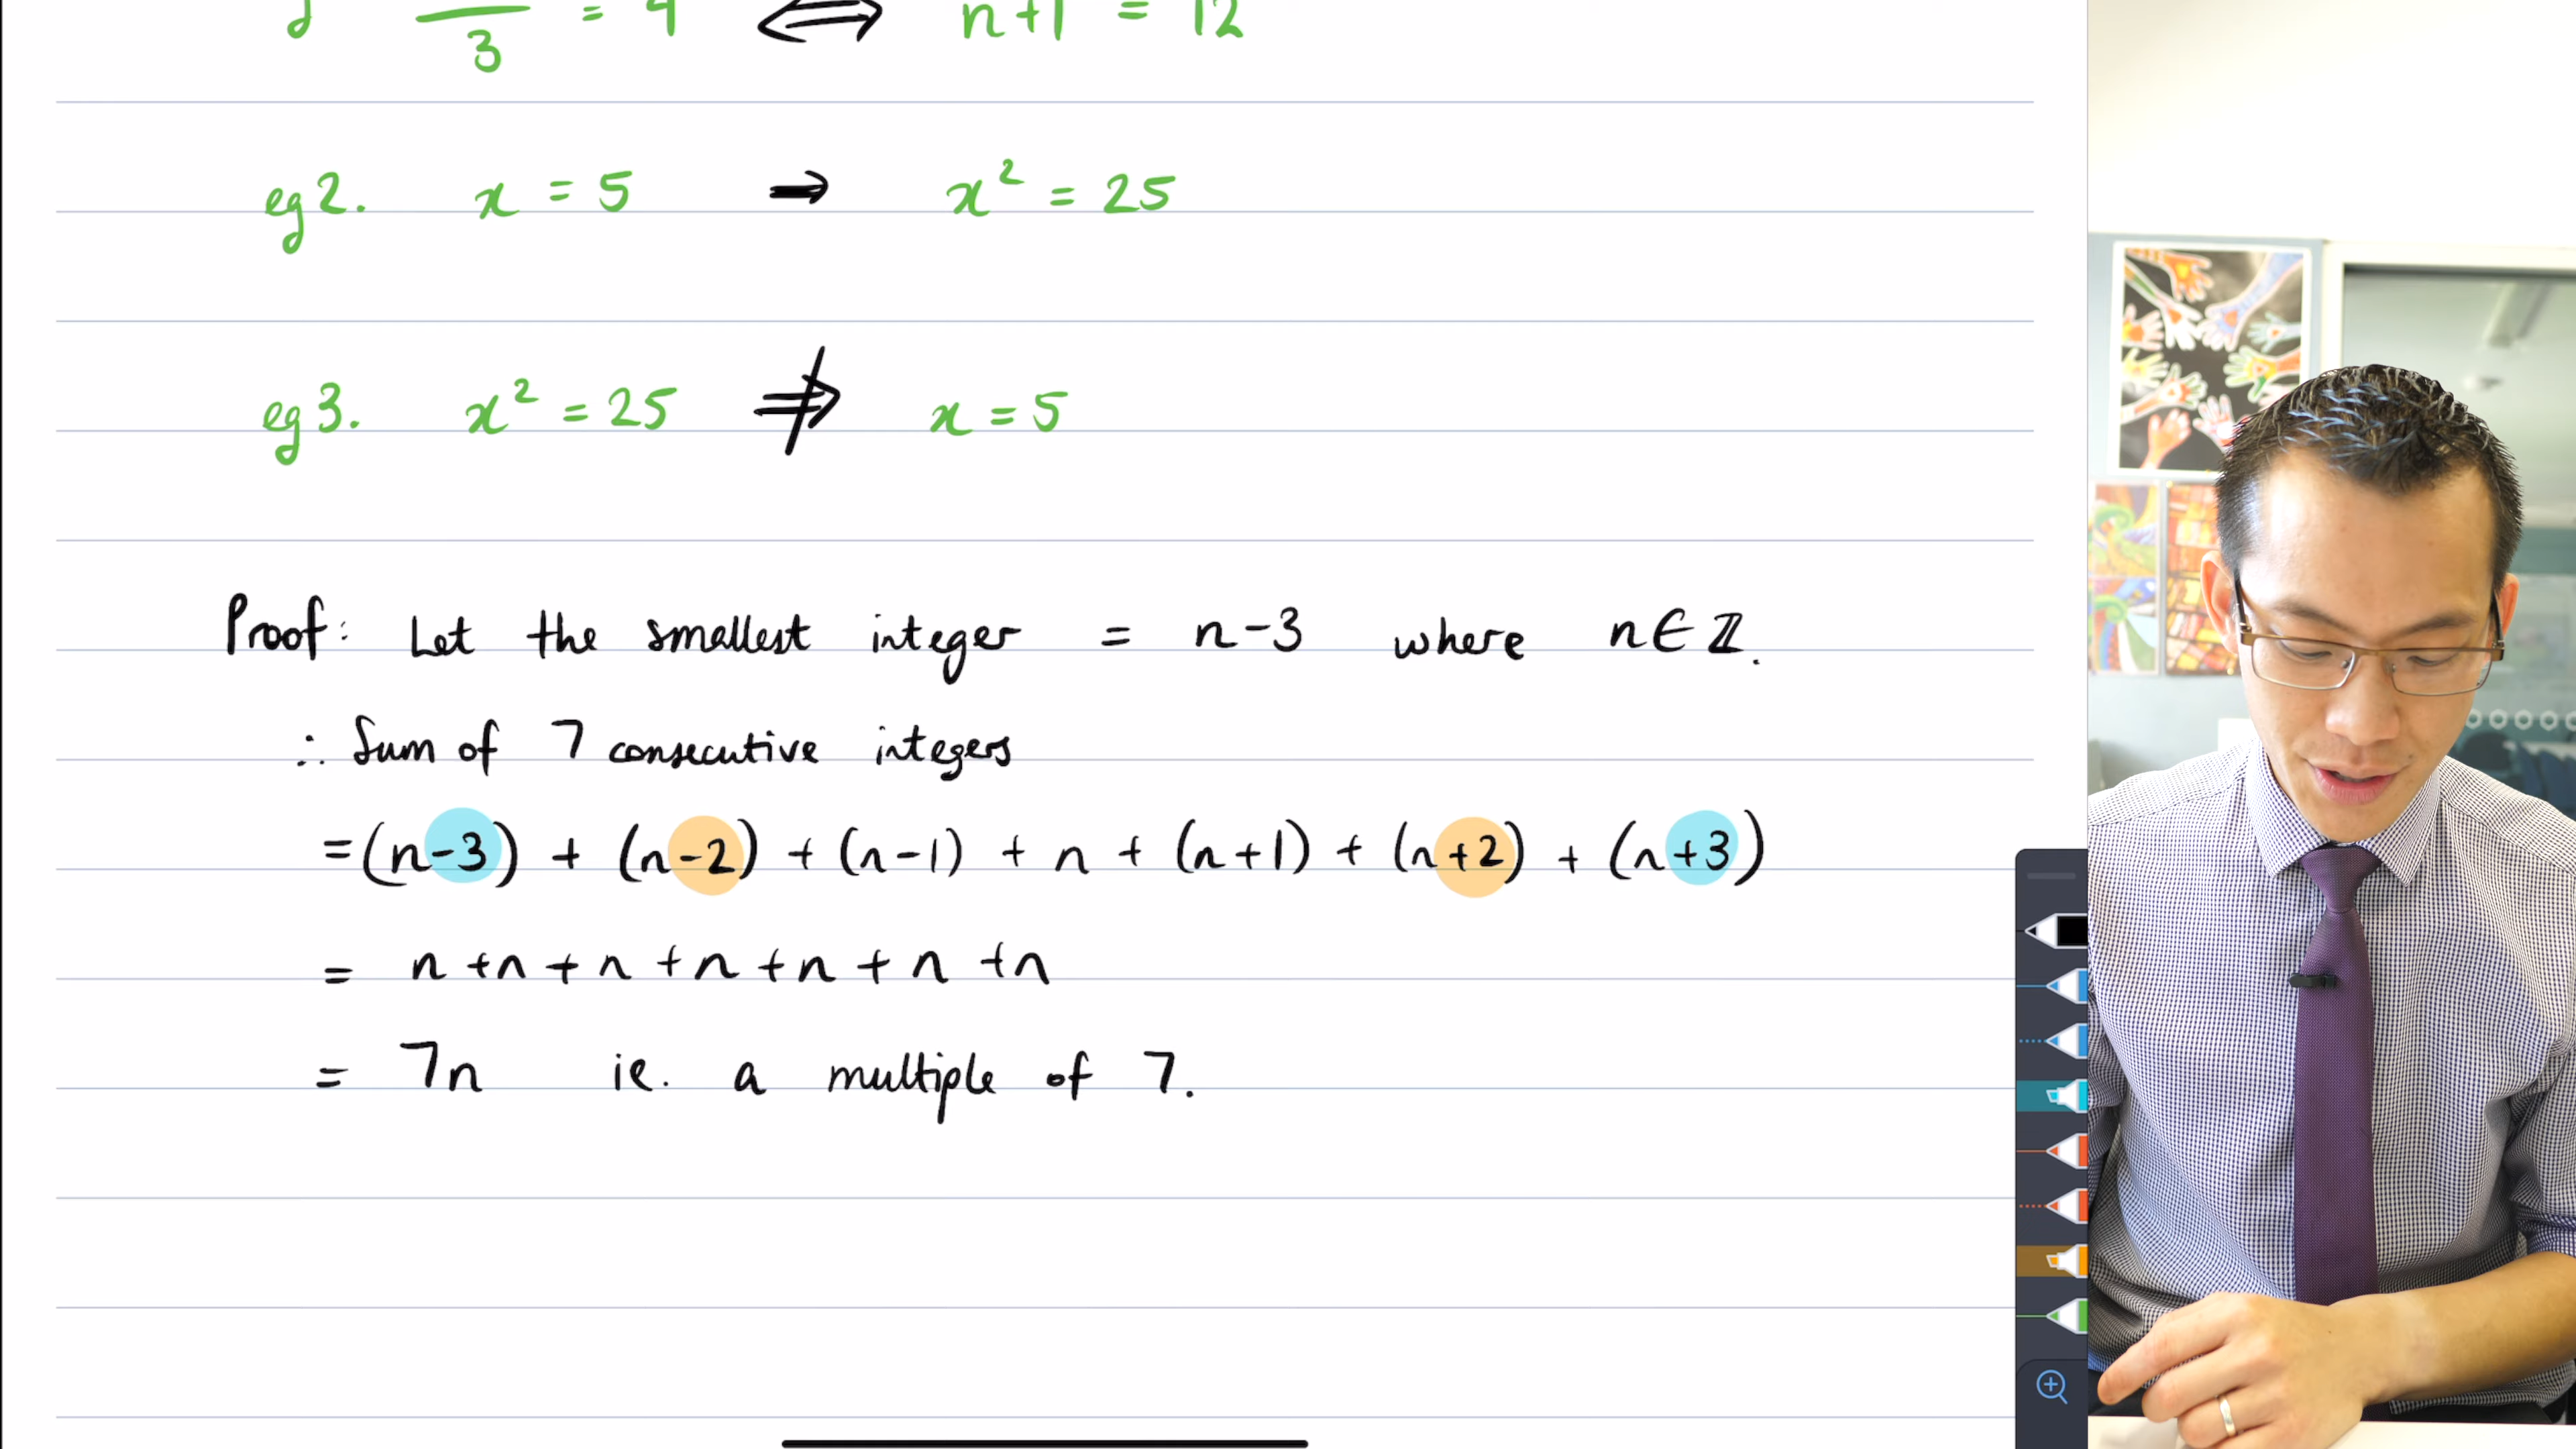 3 = 4 ⟺ n+1 = 12
eg 2. x = 5 ⇒ x² = 25
eg 3. x² = 25 ⇏ x = 5
Proof: Let the smallest integer = n-3 where n∈ℤ.
∴ Sum of 7 consecutive integers
=(n-3) + (n-2) + (n-1) + n + (n+1) + (n+2) + (n+3)
= n +n + n +n +n + n +n
= 7n ie. a multiple of 7.